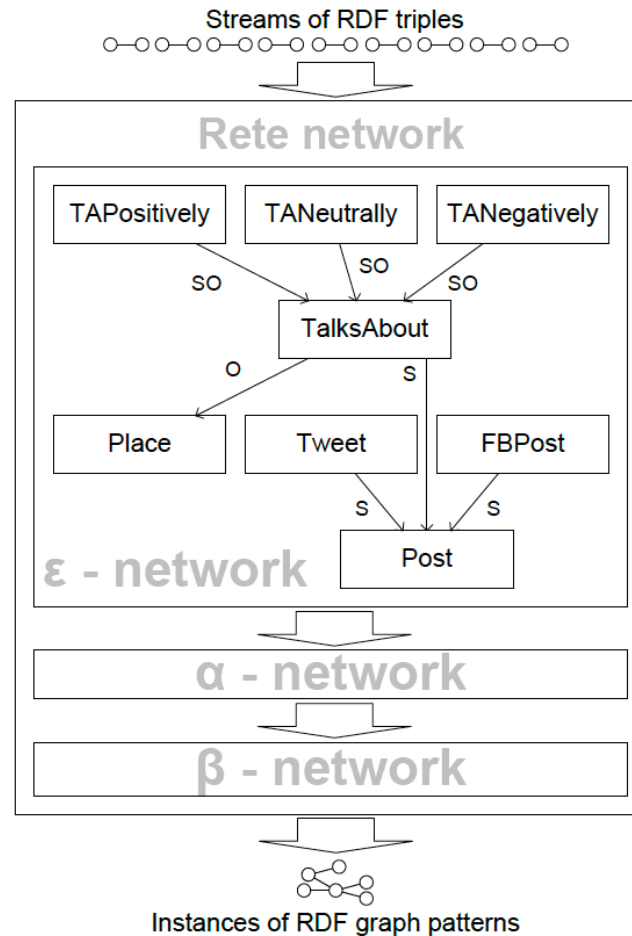 Streams of RDF triples
Rete network
TAPositively
TANeutrally
TANegatively
SO
SO
SO
TalksAbout
O
S
Place
Tweet
FBPost
S
S
Post
ε - network
α - network
β - network
Instances of RDF graph patterns